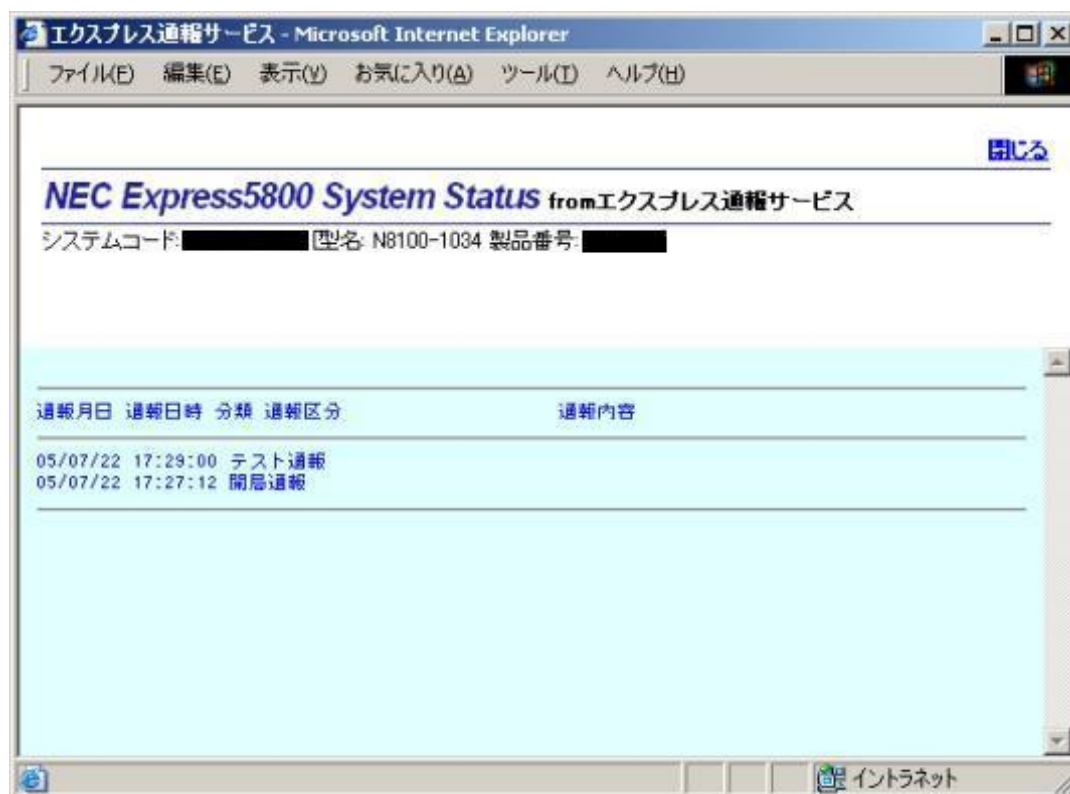 エクスプレス通報サービス - Microsoft Internet Explorer
ファイル(F) 編集(E) 表示(V) お気に入り(A) ツール(T) ヘルプ(H)
閉じる
NEC Express5800 System Status fromエクスプレス通報サービス
システムコード: 型名: N8100-1034 製品番号:
通報月日 通報日時 分類 通報区分 通報内容
05/07/22 17:29:00 テスト通報
05/07/22 17:27:12 開局通報
イントラネット